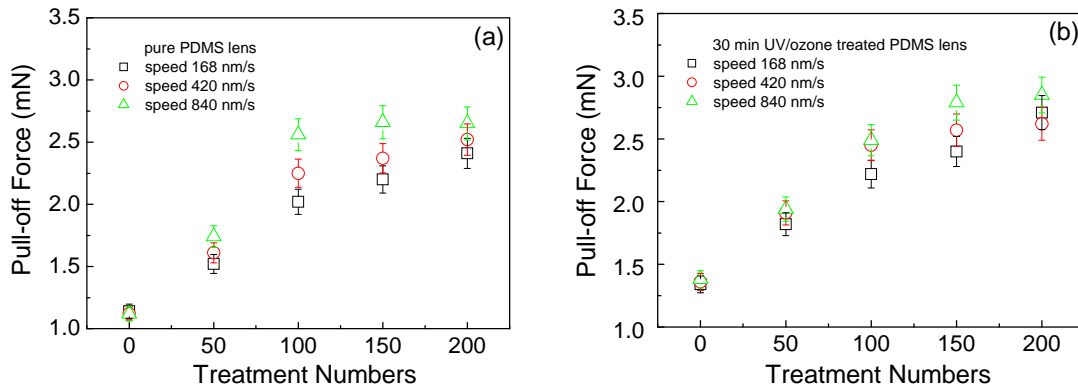 (a)
pure PDMS lens
speed 168 nm/s
speed 420 nm/s
speed 840 nm/s
3.5
3.0
2.5
2.0
1.5
1.0
Pull-off Force (mN)
0 50 100 150 200
Treatment Numbers
(b)
30 min UV/ozone treated PDMS lens
speed 168 nm/s
speed 420 nm/s
speed 840 nm/s
3.5
3.0
2.5
2.0
1.5
1.0
Pull-off Force (mN)
0 50 100 150 200
Treatment Numbers